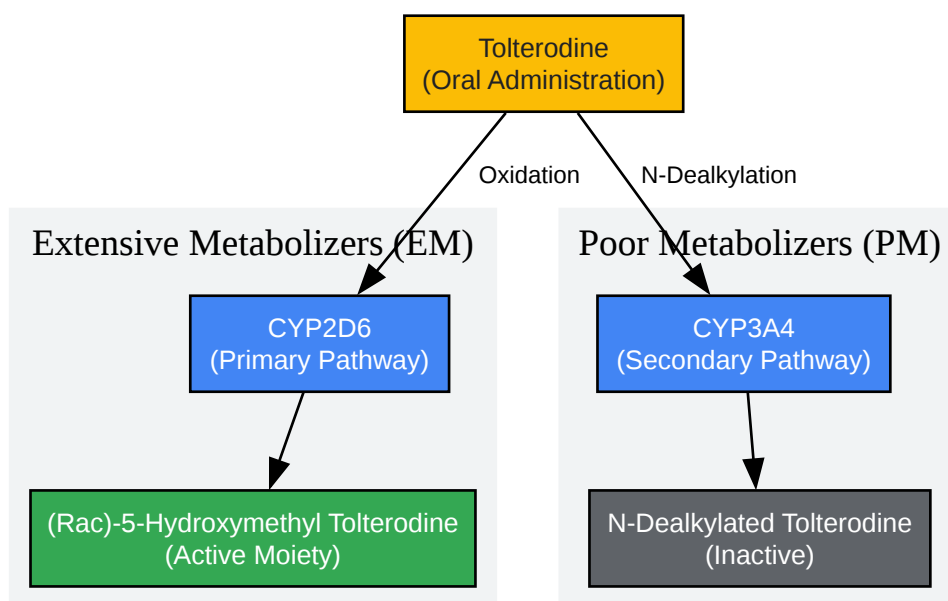 Tolterodine
(Oral Administration)
Oxidation
N-Dealkylation
Extensive Metabolizers (EM)
Poor Metabolizers (PM)
CYP2D6
(Primary Pathway)
CYP3A4
(Secondary Pathway)
(Rac)-5-Hydroxymethyl Tolterodine
(Active Moiety)
N-Dealkylated Tolterodine
(Inactive)